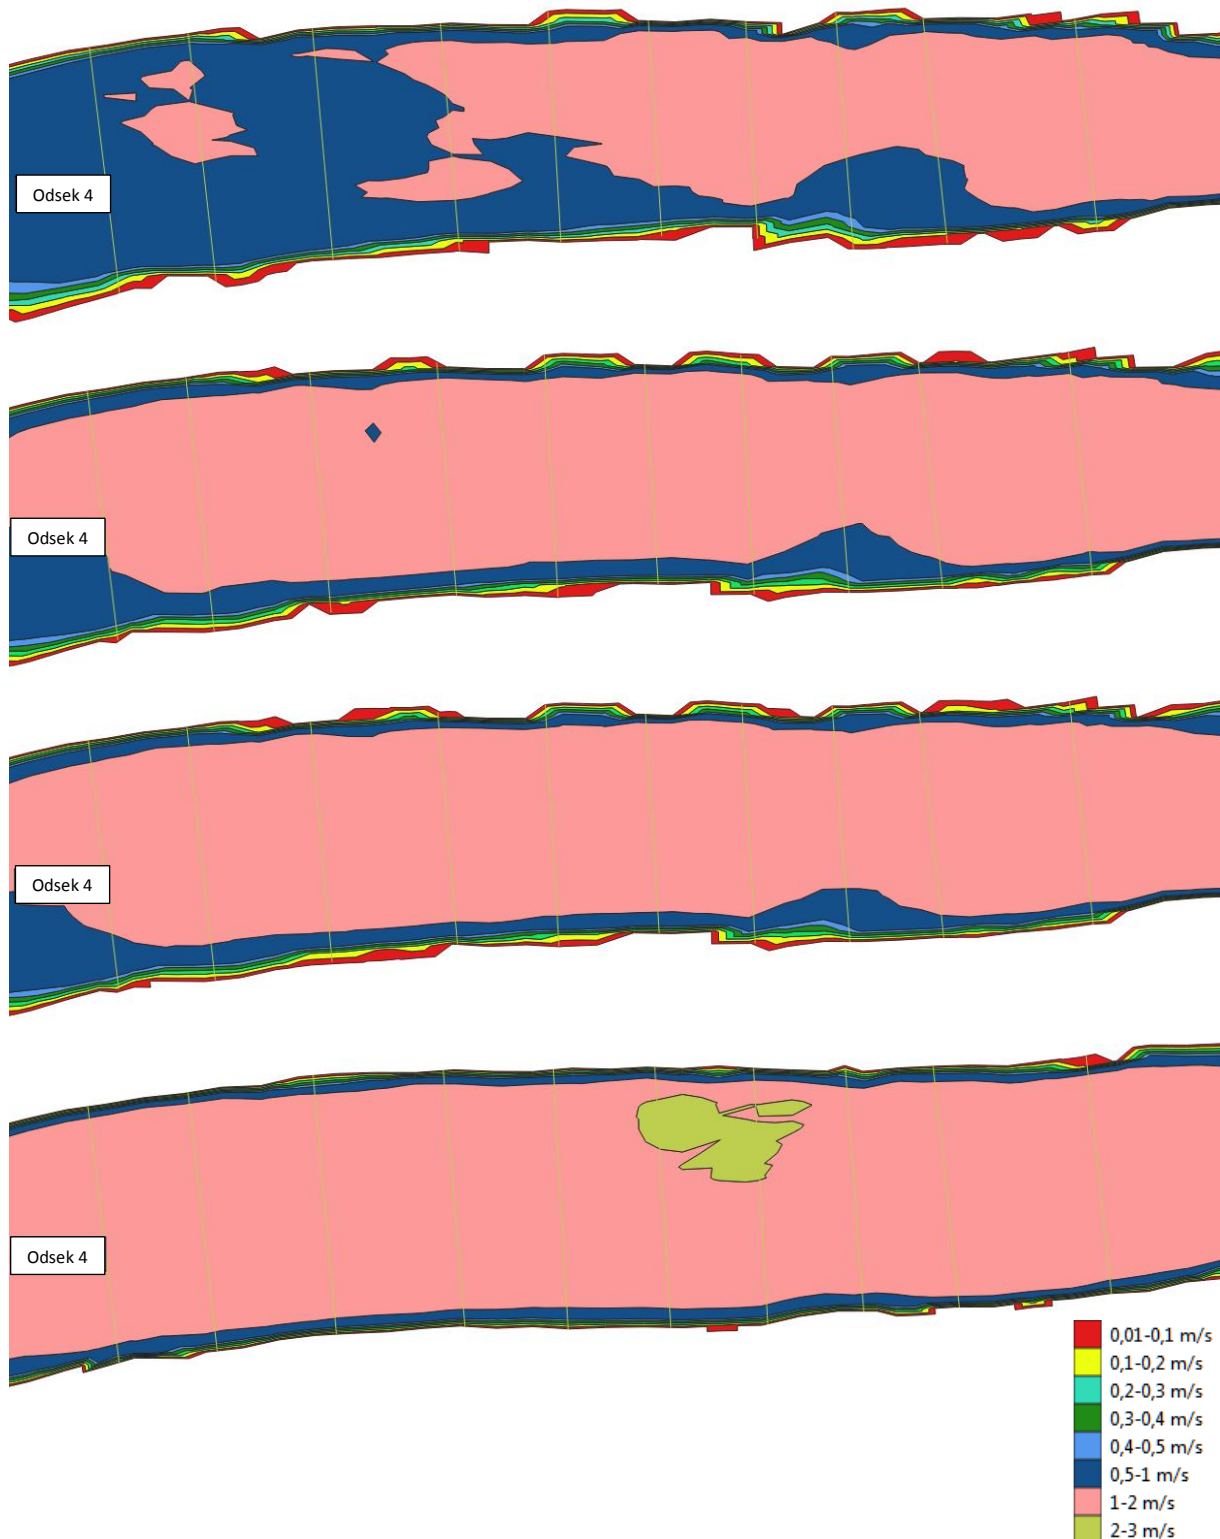 Odsek 4
Odsek 4
Odsek 4
Odsek 4
0,01-0,1 m/s
0,1-0,2 m/s
0,2-0,3 m/s
0,3-0,4 m/s
0,4-0,5 m/s
0,5-1 m/s
1-2 m/s
2-3 m/s